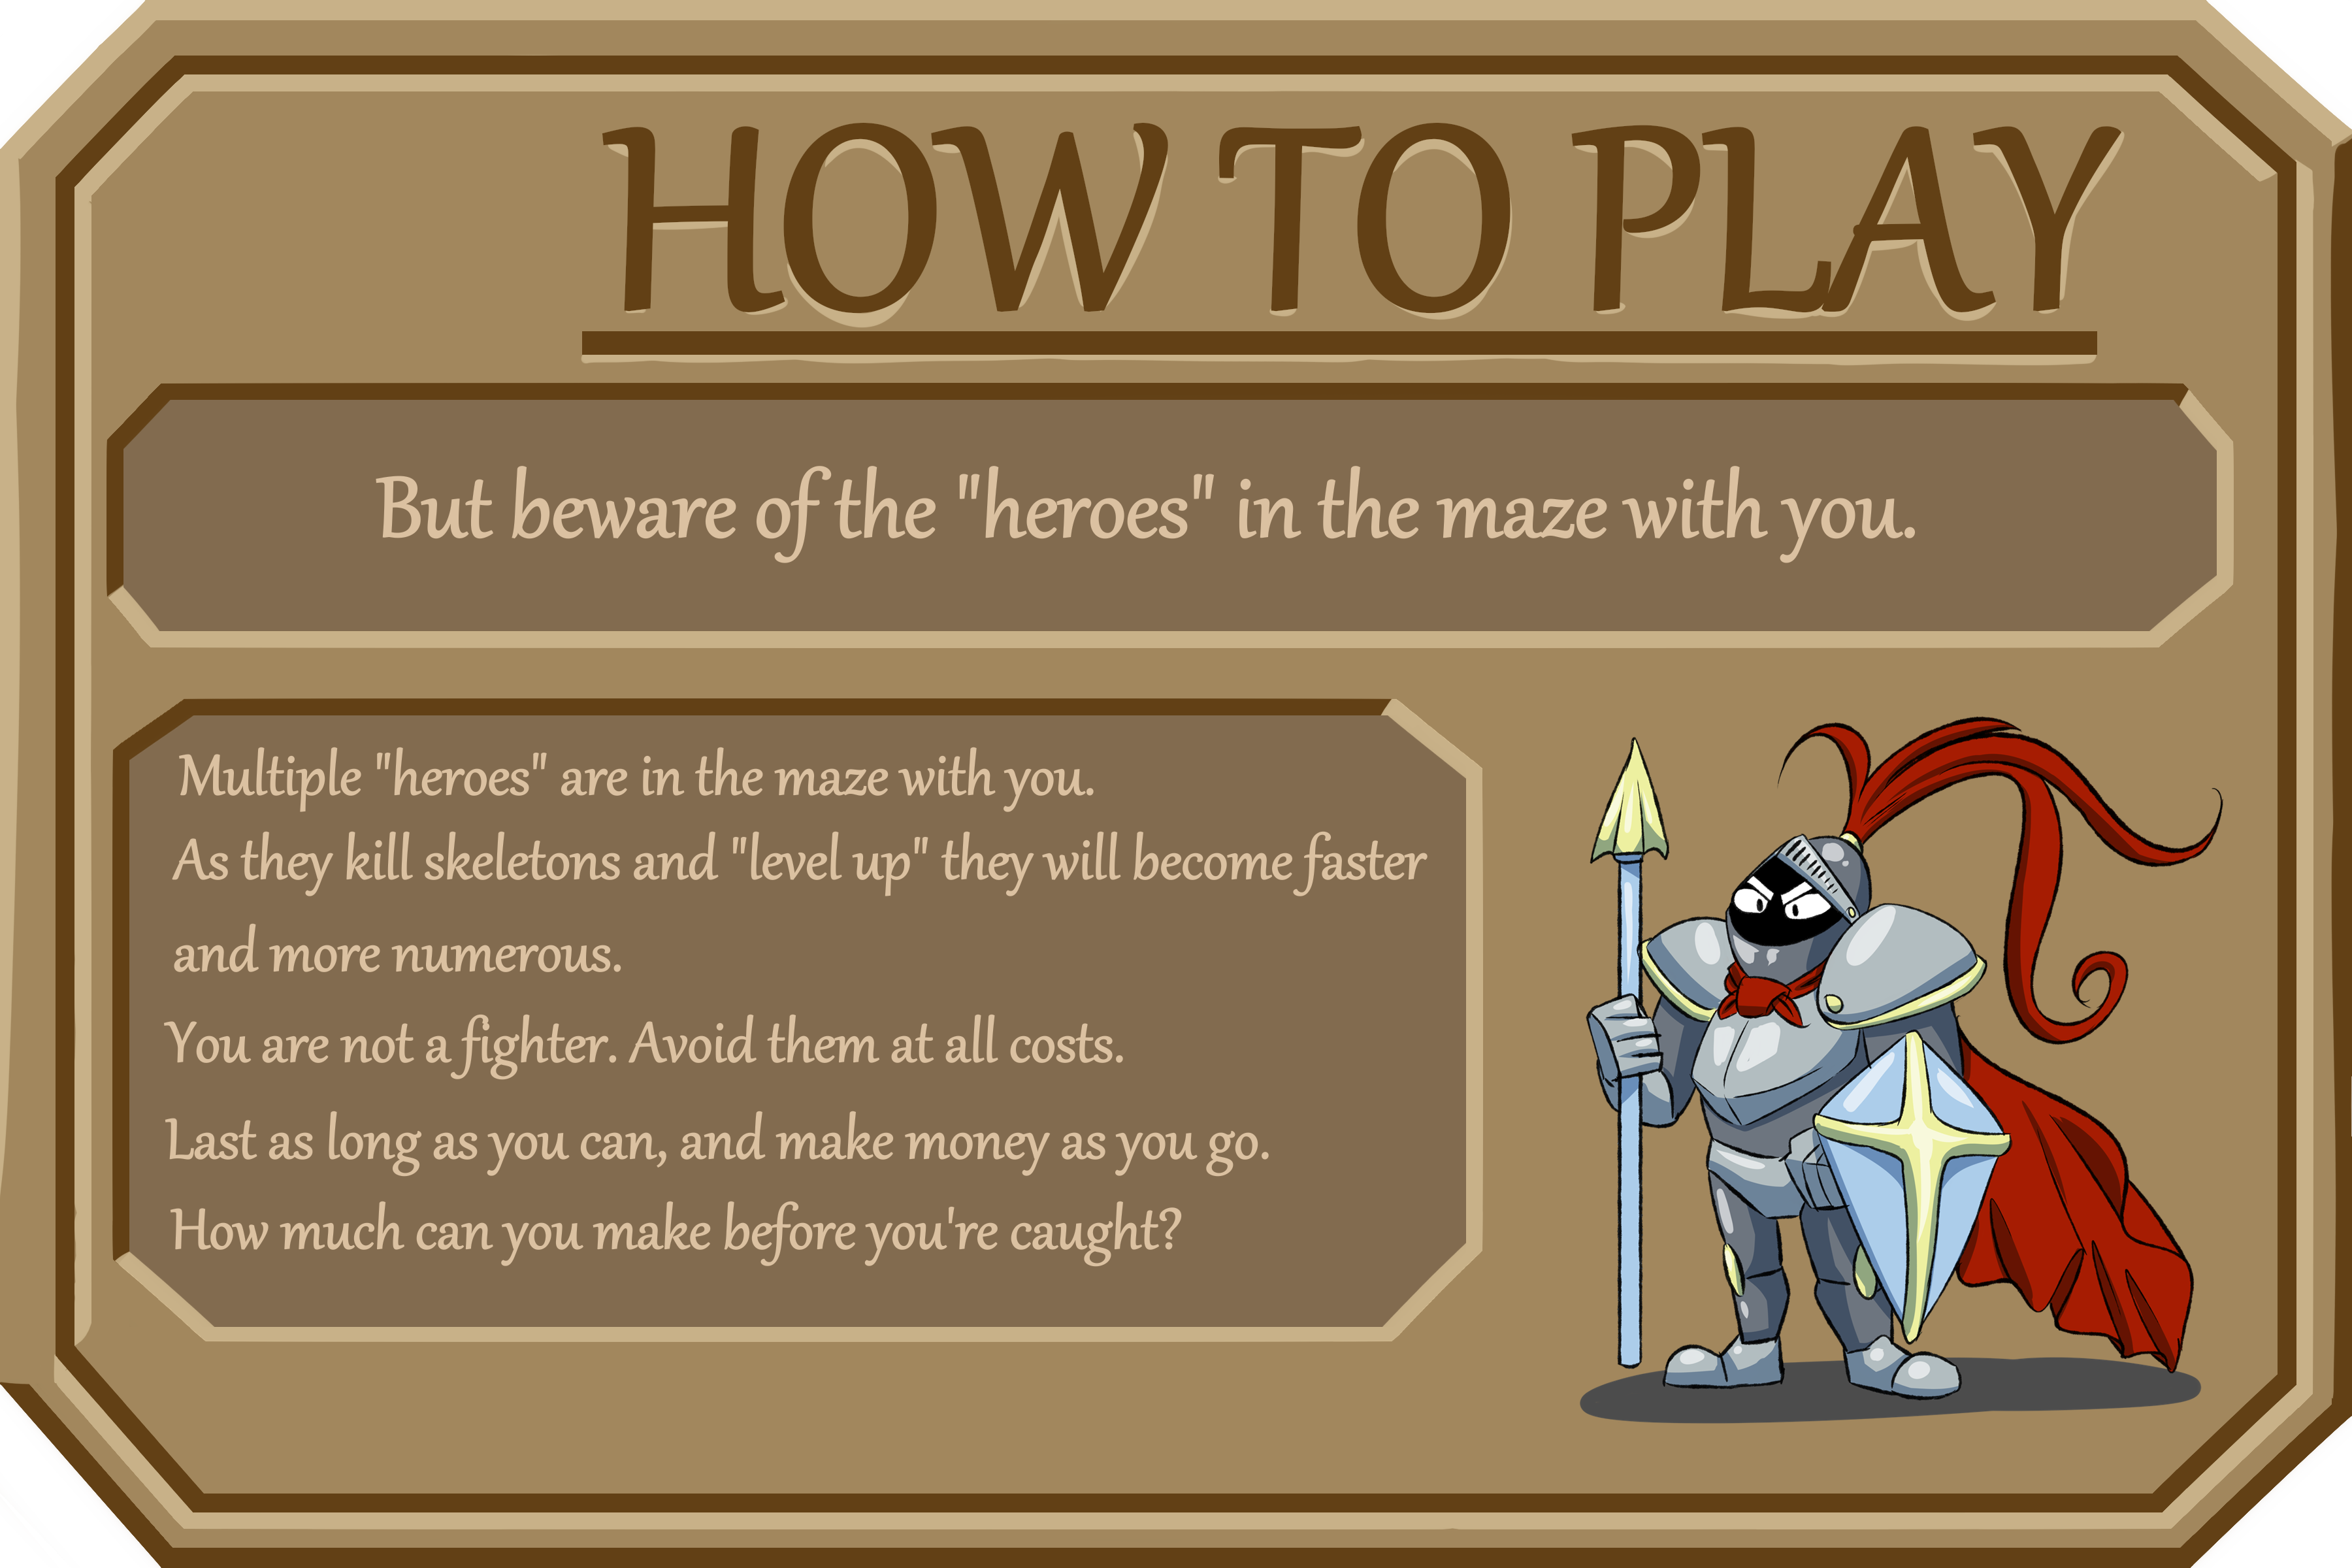 HOW TO PLAY
But beware of the "heroes" in the maze with you.
Multiple "heroes" are in the maze with you.
As they kill skeletons and "level up" they will become faster
and more numerous.
You are not a fighter. Avoid them at all costs.
Last as long as you can, and make money as you go.
How much can you make before you're caught?